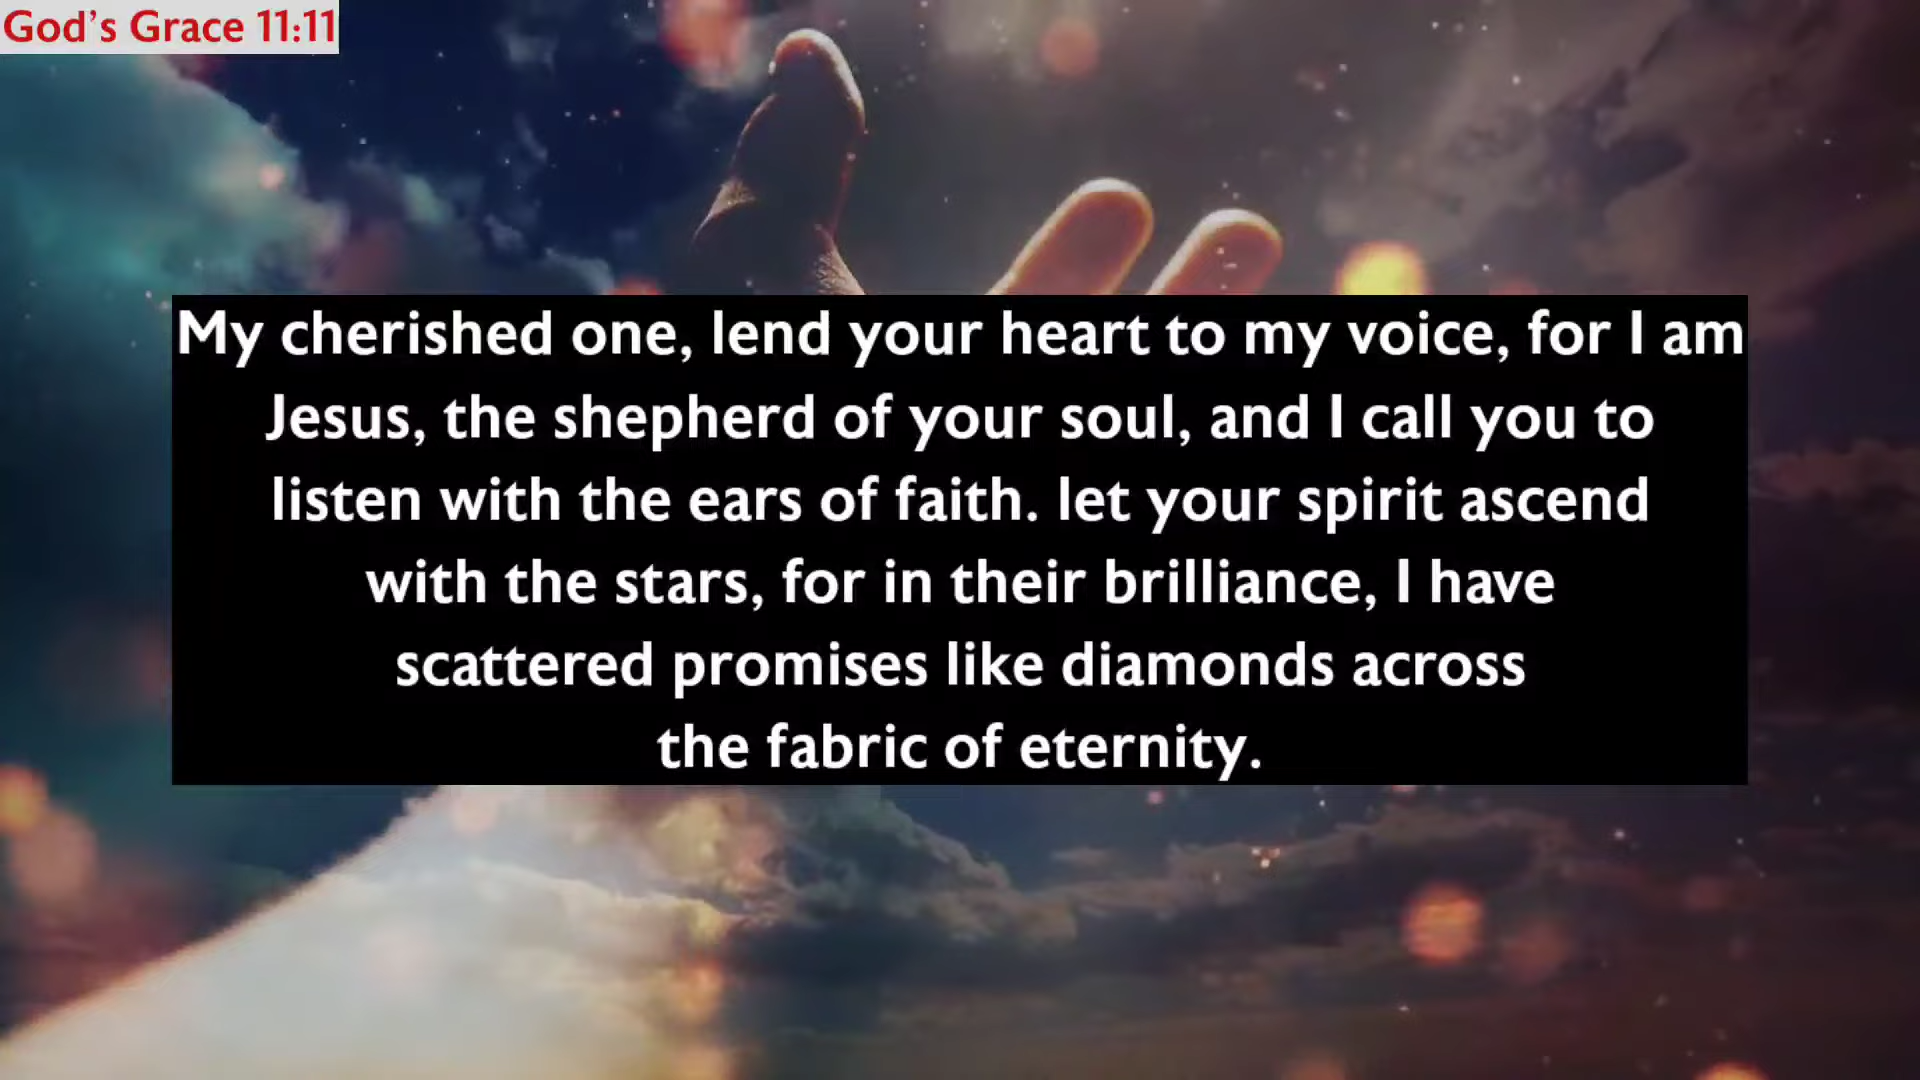 God's Grace 11:11
My cherished one, lend your heart to my voice, for I am
Jesus, the shepherd of your soul, and I call you to
listen with the ears of faith. let your spirit ascend
with the stars, for in their brilliance, I have
scattered promises like diamonds across
the fabric of eternity.